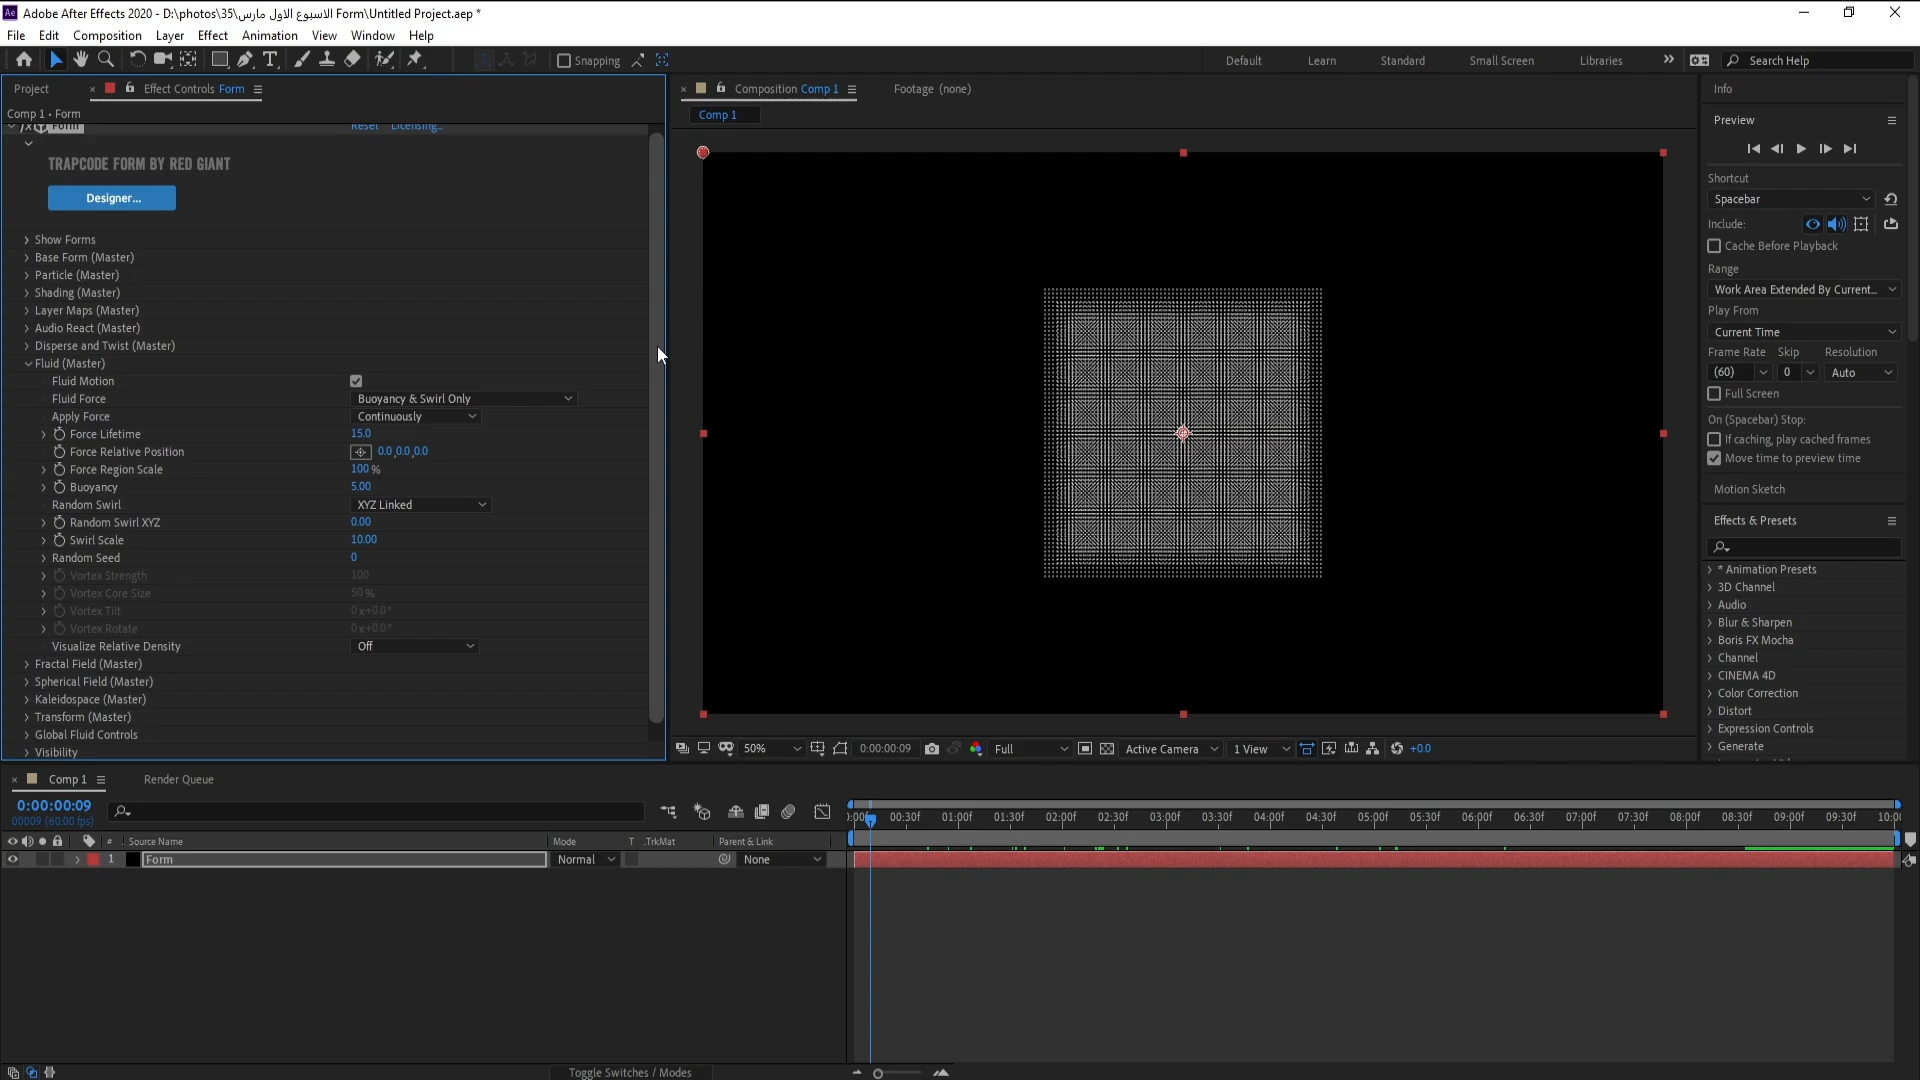 Adobe After Effects 2020 - D:\photos\35\الاسبوع الاول مارس Form\Untitled Project.aep *
File Edit Composition Layer Effect Animation View Window Help
Snapping
Default Learn Standard Small Screen Libraries
Search Help
Project
Effect Controls Form
Comp 1 • Form
Form Reset Licensing...
TRAPCODE FORM BY RED GIANT
Designer...
Show Forms
Base Form (Master)
Particle (Master)
Shading (Master)
Layer Maps (Master)
Audio React (Master)
Disperse and Twist (Master)
Fluid (Master)
Fluid Motion
Fluid Force Buoyancy & Swirl Only
Apply Force Continuously
Force Lifetime 15.0
Force Relative Position 0.0,0.0,0.0
Force Region Scale 100 %
Buoyancy 5.00
Random Swirl XYZ Linked
Random Swirl XYZ 0.00
Swirl Scale 10.00
Random Seed 0
Vortex Strength 100
Vortex Core Size 50 %
Vortex Tilt 0x+0.0°
Vortex Rotate 0x+0.0°
Visualize Relative Density Off
Fractal Field (Master)
Spherical Field (Master)
Kaleidospace (Master)
Transform (Master)
Global Fluid Controls
Visibility
Composition Comp 1
Footage (none)
Comp 1
50% 0:00:00:09 Full Active Camera 1 View +0.0
Info
Preview
Shortcut
Spacebar
Include:
Cache Before Playback
Range
Work Area Extended By Current...
Play From
Current Time
Frame Rate Skip Resolution
(60) 0 Auto
Full Screen
On (Spacebar) Stop:
If caching, play cached frames
Move time to preview time
Motion Sketch
Effects & Presets
* Animation Presets
3D Channel
Audio
Blur & Sharpen
Boris FX Mocha
Channel
CINEMA 4D
Color Correction
Distort
Expression Controls
Generate
Comp 1
Render Queue
0:00:00:09
00009 (60.00 fps)
# Source Name Mode T .TrkMat Parent & Link
1 Form Normal None
00:30f 01:00f 01:30f 02:00f 02:30f 03:00f 03:30f 04:00f 04:30f 05:00f 05:30f 06:00f 06:30f 07:00f 07:30f 08:00f 08:30f 09:00f 09:30f
Toggle Switches / Modes